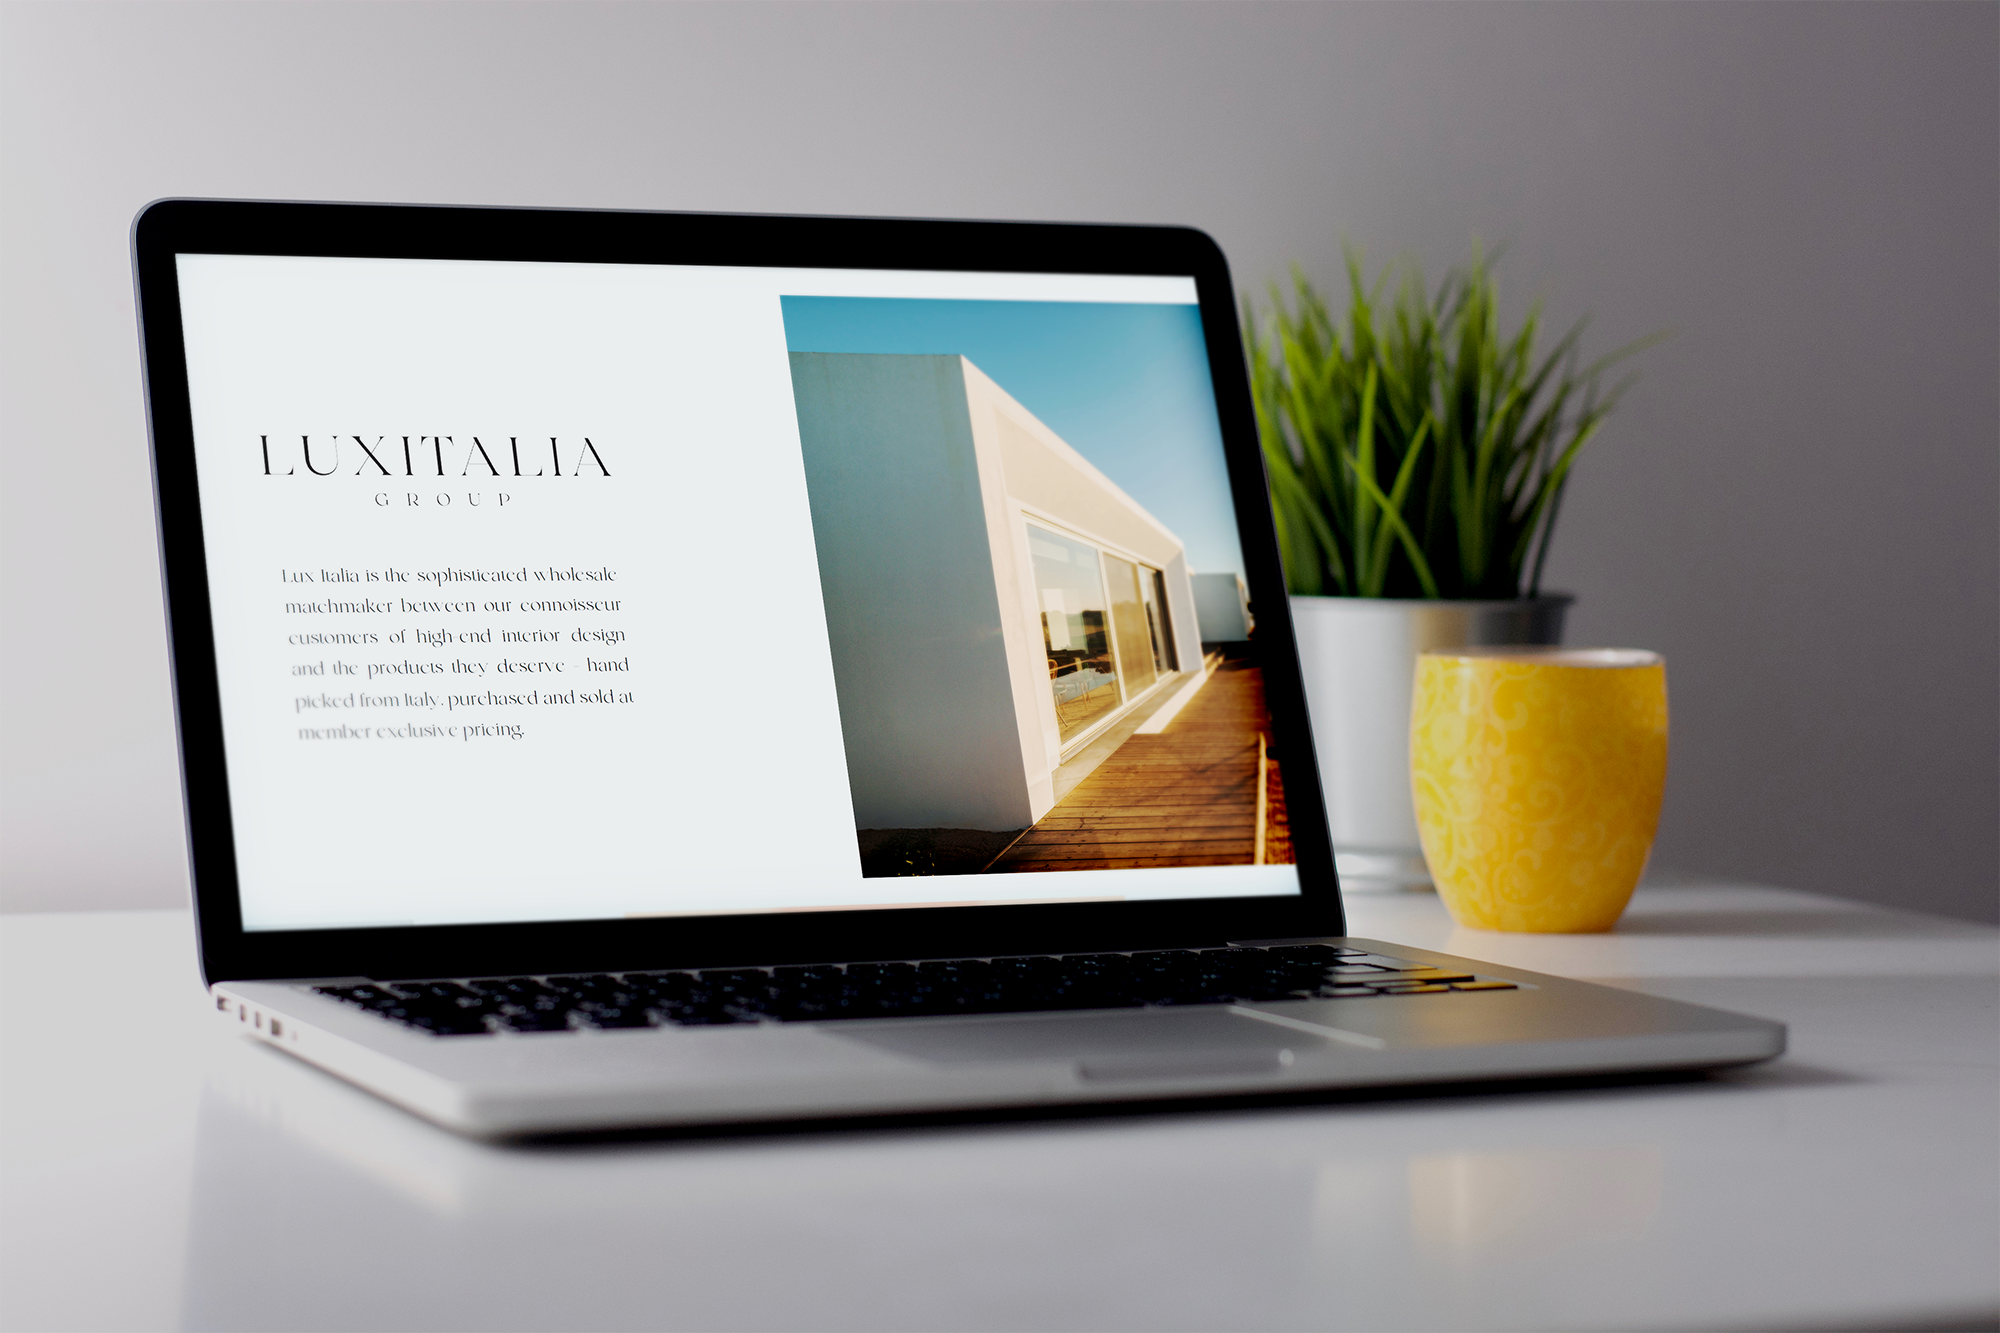 LUXITALIA
GROUP
Lux Italia is the sophisticated wholesale
matchmaker between our connoisseur
customers of high-end interior design
and the products they deserve - hand
picked from Italy, purchased and sold at
member exclusive pricing.